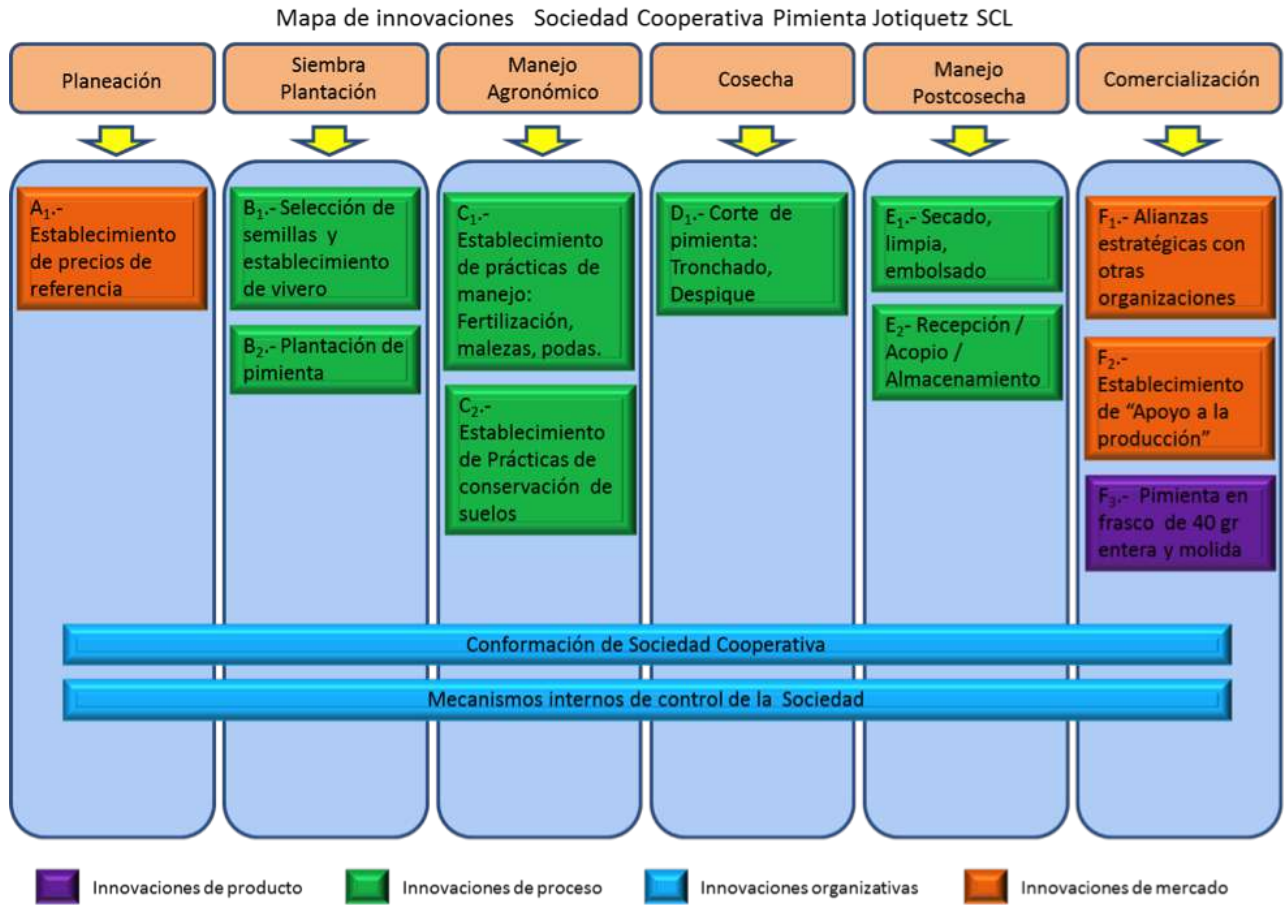 Mapa de innovaciones Sociedad Cooperativa Pimienta Jotiquetz SCL
Planeación
Siembra
Plantación
Manejo
Agronómico
Cosecha
Manejo
Postcosecha
Comercialización
A₁.-
Establecimiento
de precios de
referencia
B₁.- Selección de
semillas y
establecimiento
de vivero
B₂.- Plantación de
pimienta
C₁.-
Establecimiento
de prácticas de
manejo:
Fertilización,
malezas, podas.
C₂.-
Establecimiento
de Prácticas de
conservación de
suelos
D₁.- Corte de
pimienta:
Tronchado,
Despique
E₁.- Secado,
limpia,
embolsado
E₂- Recepción /
Acopio /
Almacenamiento
F₁.- Alianzas
estratégicas con
otras
organizaciones
F₂.-
Establecimiento
de “Apoyo a la
producción”
F₃.- Pimienta en
frasco de 40 gr
entera y molida
Conformación de Sociedad Cooperativa
Mecanismos internos de control de la Sociedad
Innovaciones de producto
Innovaciones de proceso
Innovaciones organizativas
Innovaciones de mercado